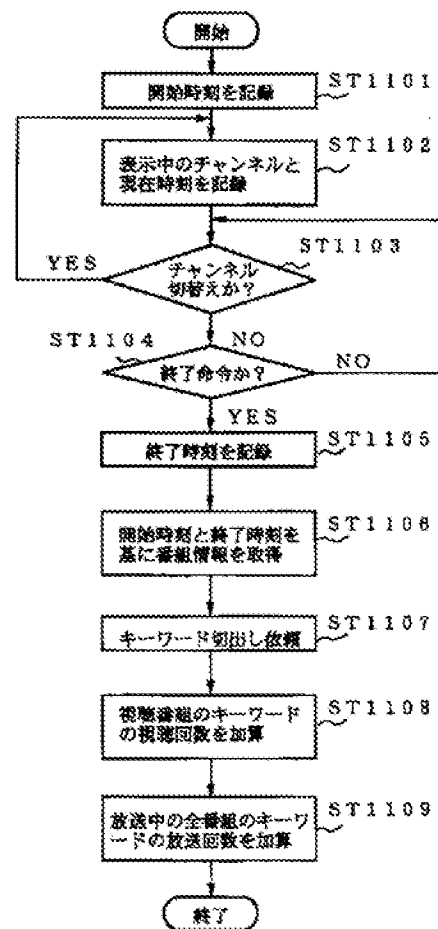 開始
開始時刻を記録
ST1101
表示中のチャンネルと
現在時刻を記録
ST1102
ST1103
YES
チャンネル
切替えか?
ST1104
NO
終了命令か?
NO
YES
終了時刻を記録
ST1105
開始時刻と終了時刻を
基に番組情報を取得
ST1106
キーワード切出し依頼
ST1107
視聴番組のキーワード
の視聴回数を加算
ST1108
放送中の全番組のキーワ
ードの放送回数を加算
ST1109
終了